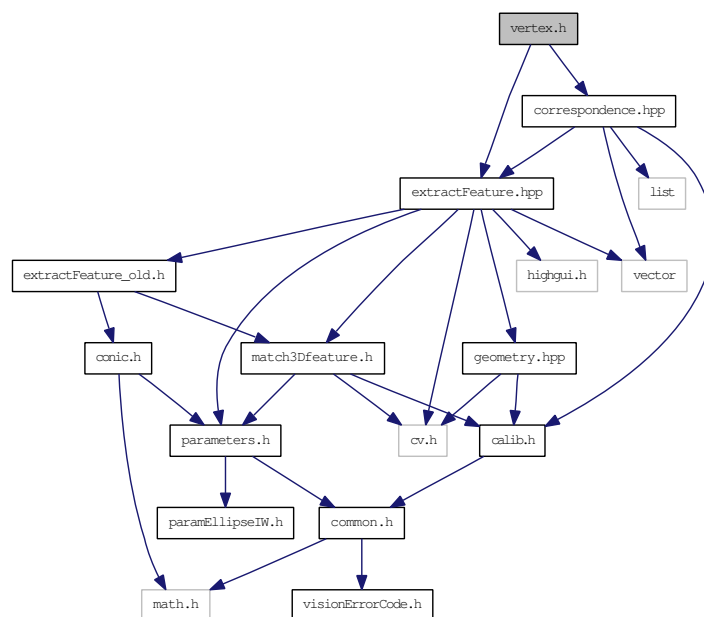 vertex.h
correspondence.hpp
extractFeature.hpp
list
extractFeature_old.h
highgui.h
vector
conic.h
match3Dfeature.h
geometry.hpp
parameters.h
cv.h
calib.h
paramEllipseIW.h
common.h
math.h
visionErrorCode.h